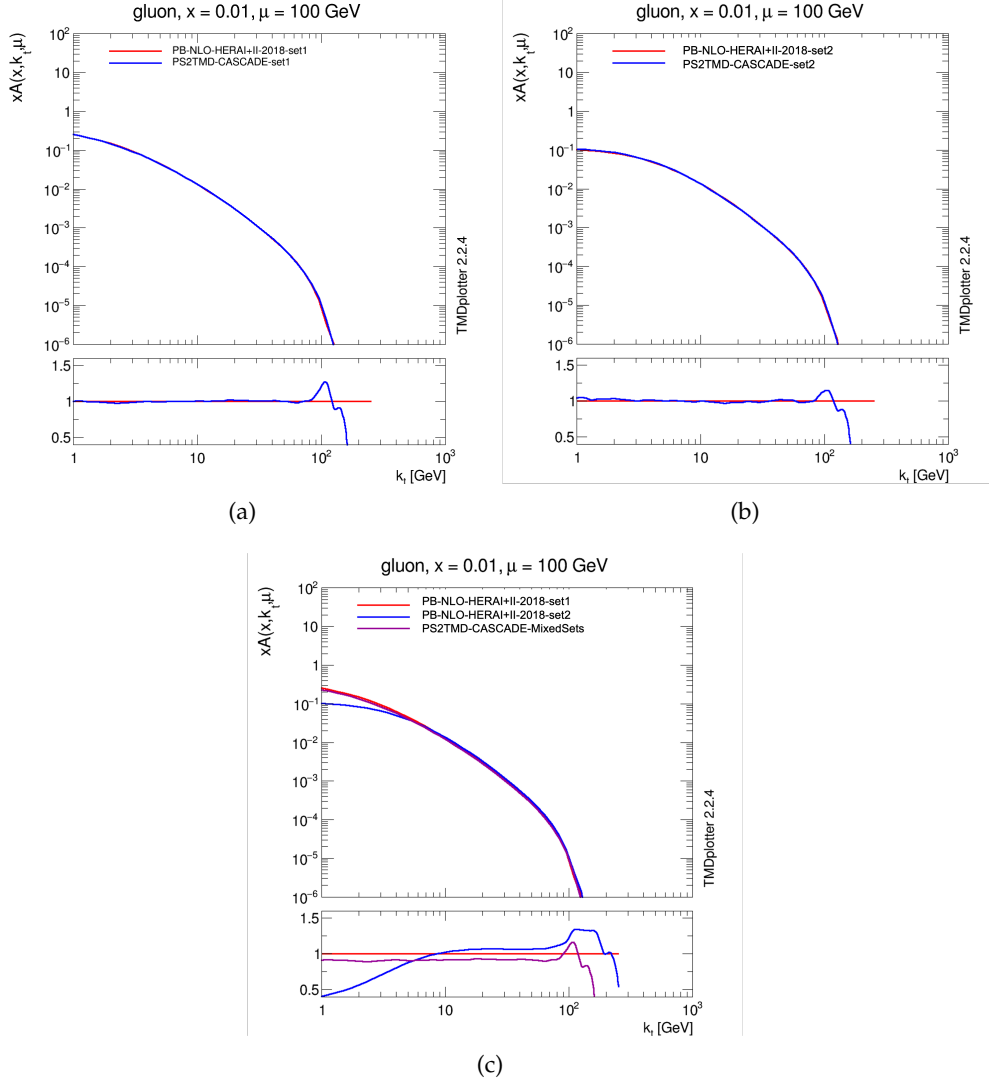 gluon, x = 0.01, μ = 100 GeV
xA(x,kₜ,μ)
10²
10
1
10⁻¹
10⁻²
10⁻³
10⁻⁴
10⁻⁵
10⁻⁶
PB-NLO-HERAI+II-2018-set1
PS2TMD-CASCADE-set1
TMDplotter 2.2.4
1.5
1
0.5
1 10 10² 10³
kₜ [GeV]
(a)
gluon, x = 0.01, μ = 100 GeV
xA(x,kₜ,μ)
10²
10
1
10⁻¹
10⁻²
10⁻³
10⁻⁴
10⁻⁵
10⁻⁶
PB-NLO-HERAI+II-2018-set2
PS2TMD-CASCADE-set2
TMDplotter 2.2.4
1.5
1
0.5
1 10 10² 10³
kₜ [GeV]
(b)
gluon, x = 0.01, μ = 100 GeV
xA(x,kₜ,μ)
10²
10
1
10⁻¹
10⁻²
10⁻³
10⁻⁴
10⁻⁵
10⁻⁶
PB-NLO-HERAI+II-2018-set1
PB-NLO-HERAI+II-2018-set2
PS2TMD-CASCADE-MixedSets
TMDplotter 2.2.4
1.5
1
0.5
1 10 10² 10³
kₜ [GeV]
(c)